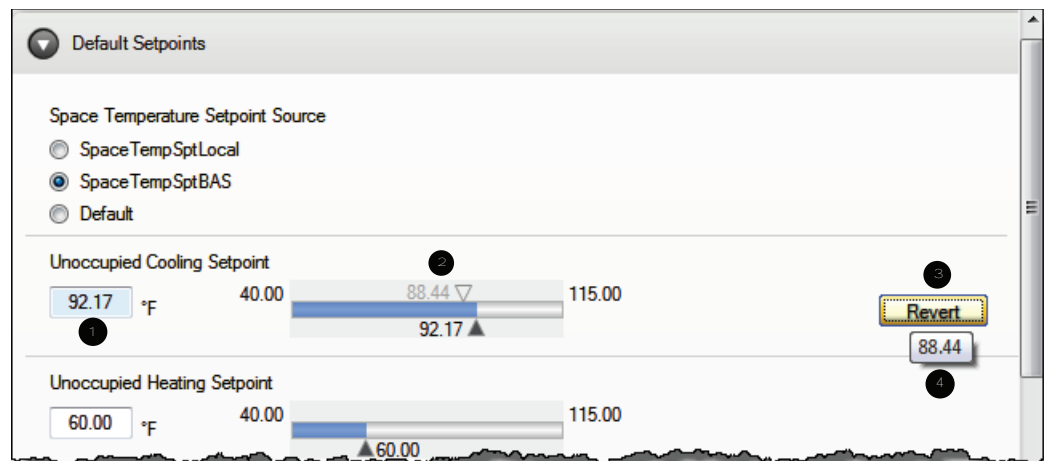 Default Setpoints
Space Temperature Setpoint Source
SpaceTempSptLocal
SpaceTempSptBAS
Default
Unoccupied Cooling Setpoint
2
3
92.17 °F 40.00 88.44 115.00
Revert
1
92.17
88.44
4
Unoccupied Heating Setpoint
60.00 °F 40.00 115.00
60.00